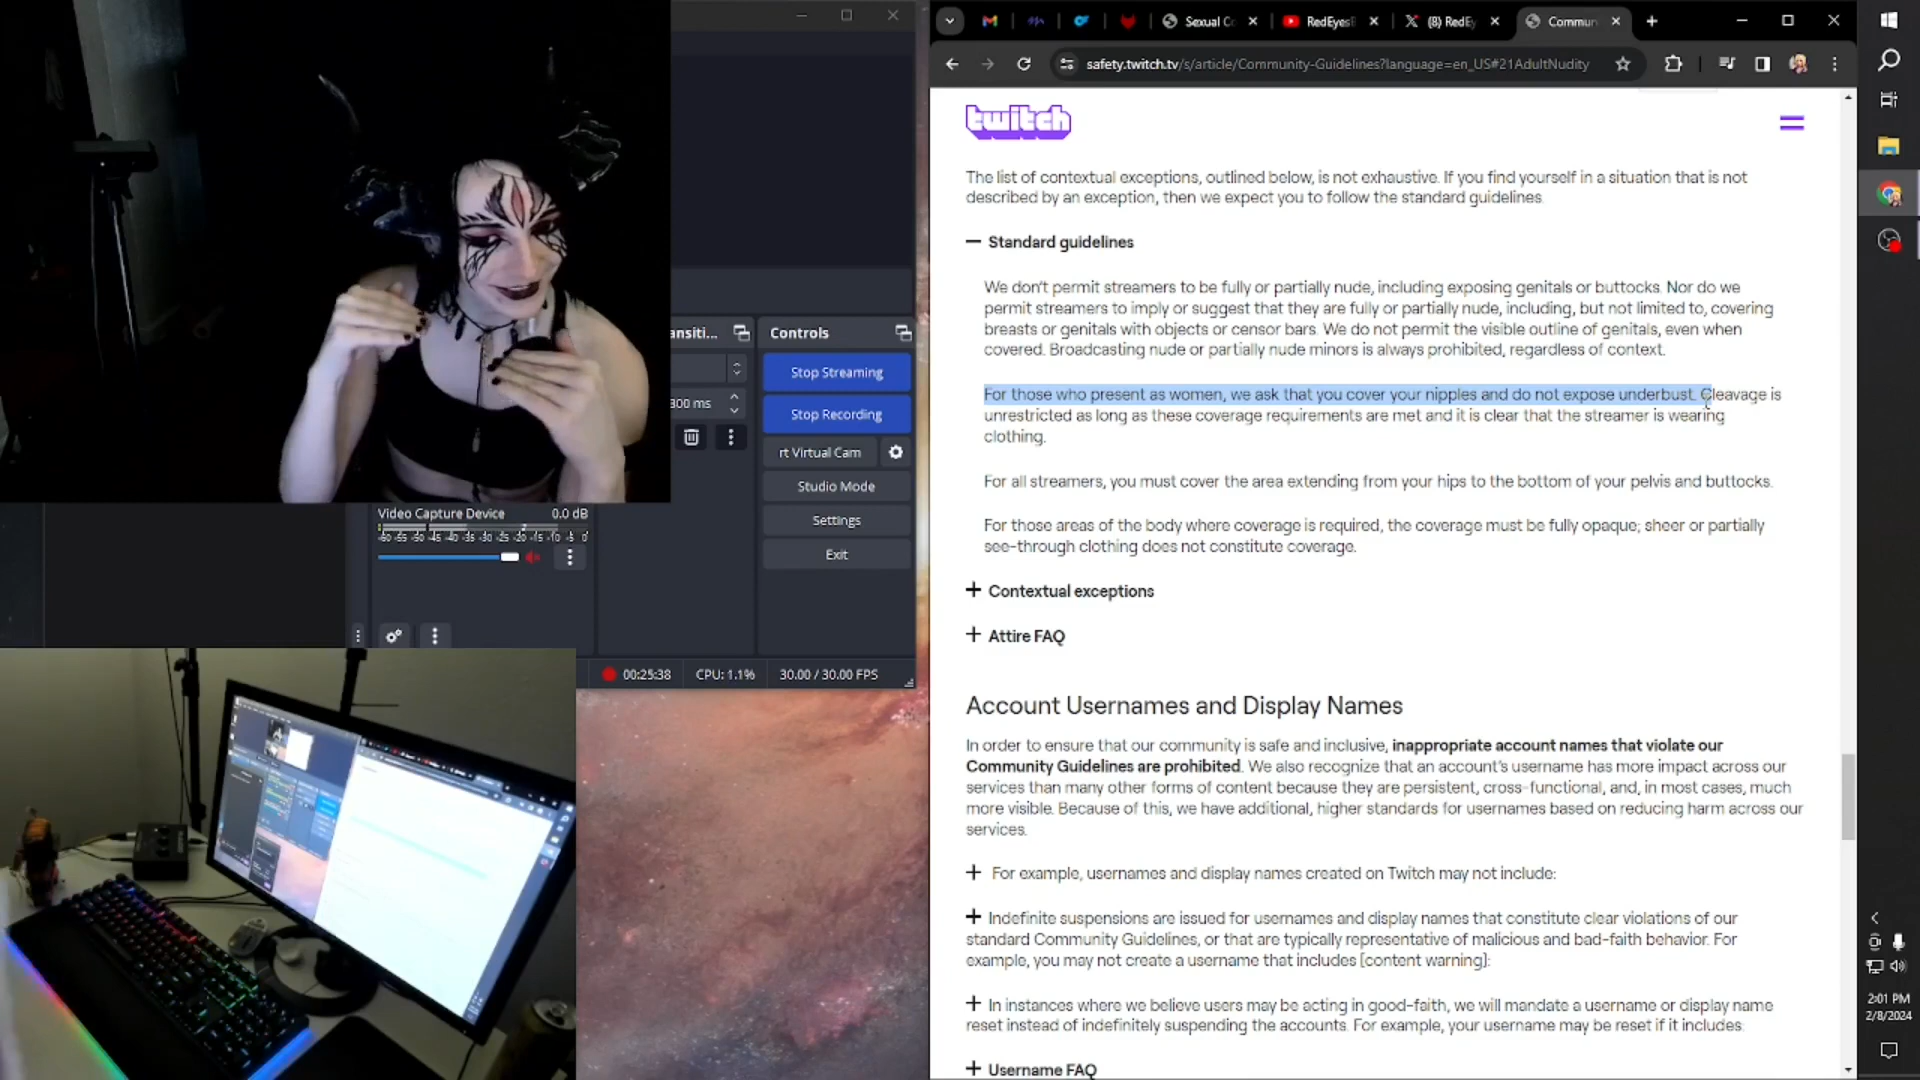 Sexual Co
RedEyesE
(8) RedEy
Commun
safety.twitch.tv/s/article/Community-Guidelines?language=en_US#21AdultNudity
twitch
The list of contextual exceptions, outlined below, is not exhaustive. If you find yourself in a situation that is not
described by an exception, then we expect you to follow the standard guidelines.
Standard guidelines
We don't permit streamers to be fully or partially nude, including exposing genitals or buttocks. Nor do we
permit streamers to imply or suggest that they are fully or partially nude, including, but not limited to, covering
breasts or genitals with objects or censor bars. We do not permit the visible outline of genitals, even when
covered. Broadcasting nude or partially nude minors is always prohibited, regardless of context.
For those who present as women, we ask that you cover your nipples and do not expose underbust. Cleavage is
unrestricted as long as these coverage requirements are met and it is clear that the streamer is wearing
clothing.
For all streamers, you must cover the area extending from your hips to the bottom of your pelvis and buttocks.
For those areas of the body where coverage is required, the coverage must be fully opaque; sheer or partially
see-through clothing does not constitute coverage.
Contextual exceptions
Attire FAQ
Account Usernames and Display Names
In order to ensure that our community is safe and inclusive, inappropriate account names that violate our
Community Guidelines are prohibited. We also recognize that an account's username has more impact across our
services than many other forms of content because they are persistent, cross-functional, and, in most cases, much
more visible. Because of this, we have additional, higher standards for usernames based on reducing harm across our
services.
For example, usernames and display names created on Twitch may not include:
Indefinite suspensions are issued for usernames and display names that constitute clear violations of our
standard Community Guidelines, or that are typically representative of malicious and bad-faith behavior. For
example, you may not create a username that includes [content warning]:
In instances where we believe users may be acting in good-faith, we will mandate a username or display name
reset instead of indefinitely suspending the accounts. For example, your username may be reset if it includes:
Username FAQ
ansiti...
Controls
Stop Streaming
300 ms
Stop Recording
rt Virtual Cam
Studio Mode
Settings
Exit
Video Capture Device 0.0 dB
-60 -55 -50 -45 -40 -35 -30 -25 -20 -15 -10 -5 0
00:25:38 CPU: 1.1% 30.00 / 30.00 FPS
2:01 PM
2/8/2024